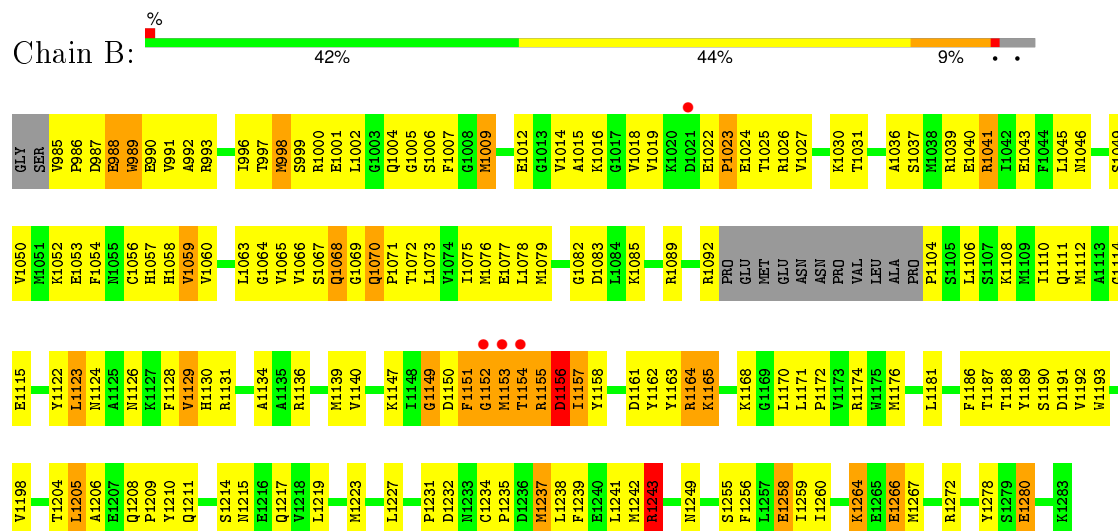 %
Chain B:
42% 44% 9% • •
GLY SER V985 P986 D987 E988 W989 E990 V991 A992 R993 I996 T997 M998 S999 R1000 E1001 L1002 G1003 Q1004 G1005 S1006 F1007 G1008 M1009 E1012 G1013 V1014 A1015 K1016 G1017 V1018 V1019 K1020 D1021 E1022 P1023 E1024 T1025 R1026 V1027 K1030 T1031 A1036 S1037 M1038 R1039 E1040 R1041 I1042 E1043 F1044 L1045 N1046 S1049
V1050 M1051 K1052 E1053 F1054 N1055 C1056 H1057 H1058 V1059 V1060 L1063 G1064 V1065 V1066 S1067 Q1068 G1069 Q1070 P1071 T1072 L1073 V1074 I1075 M1076 E1077 L1078 M1079 G1082 D1083 L1084 K1085 R1089 R1092 PRO GLU MET GLU ASN ASN PRO VAL LEU ALA PRO P1104 S1105 L1106 S1107 K1108 M1109 I1110 Q1111 M1112 A1113 G1114
E1115 Y1122 L1123 N1124 A1125 N1126 K1127 F1128 V1129 H1130 R1131 A1134 A1135 R1136 M1139 V1140 K1147 I1148 G1149 D1150 F1151 G1152 M1153 T1154 R1155 D1156 I1157 Y1158 D1161 Y1162 Y1163 R1164 K1165 K1168 G1169 L1170 L1171 P1172 V1173 R1174 W1175 M1176 L1181 F1186 T1187 T1188 Y1189 S1190 D1191 V1192 W1193
V1198 T1204 L1205 A1206 E1207 Q1208 P1209 Y1210 Q1211 S1214 N1215 E1216 Q1217 V1218 L1219 M1223 L1227 P1231 D1232 N1233 C1234 P1235 D1236 M1237 L1238 F1239 E1240 L1241 M1242 R1243 N1249 S1255 F1256 L1257 E1258 I1259 I1260 K1264 E1265 E1266 M1267 R1272 Y1278 S1279 E1280 K1283